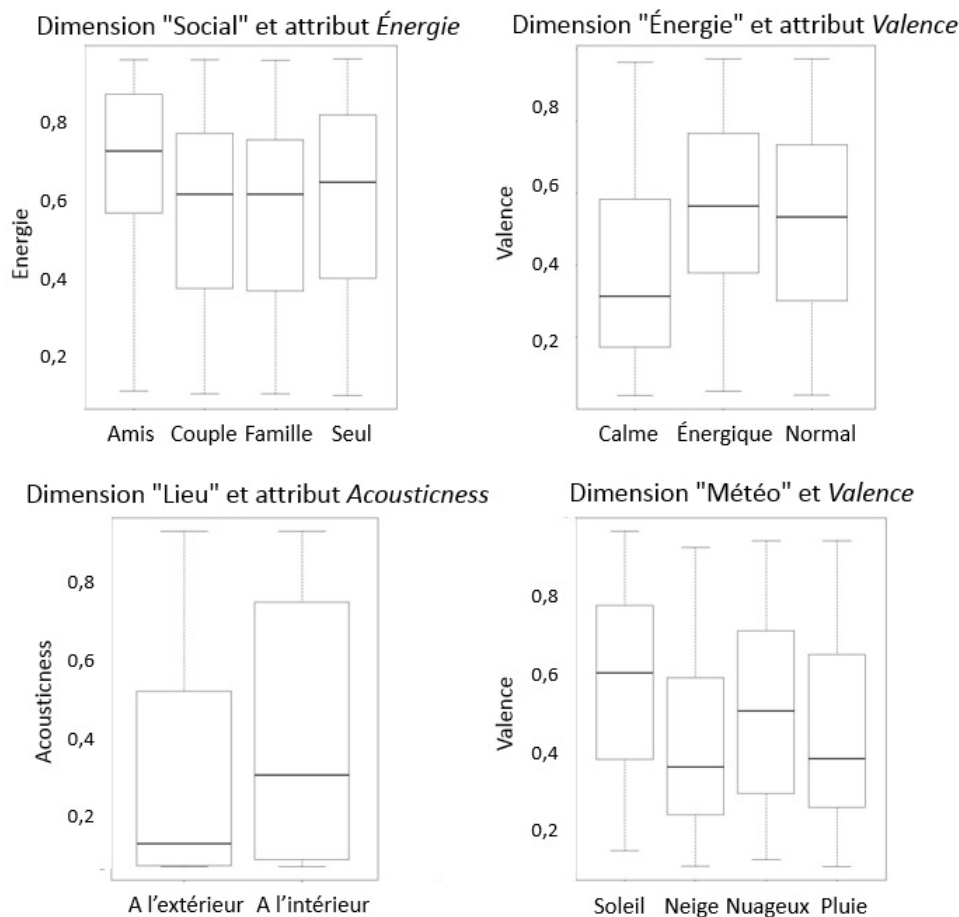 Dimension "Social" et attribut Énergie
0,8
0,6
0,4
0,2
Energie
Amis Couple Famille Seul
Dimension "Énergie" et attribut Valence
0,8
0,6
0,4
0,2
Valence
Calme Énergique Normal
Dimension "Lieu" et attribut Acousticness
0,8
0,6
0,4
0,2
Acousticness
A l'extérieur A l'intérieur
Dimension "Météo" et Valence
0,8
0,6
0,4
0,2
Valence
Soleil Neige Nuageux Pluie